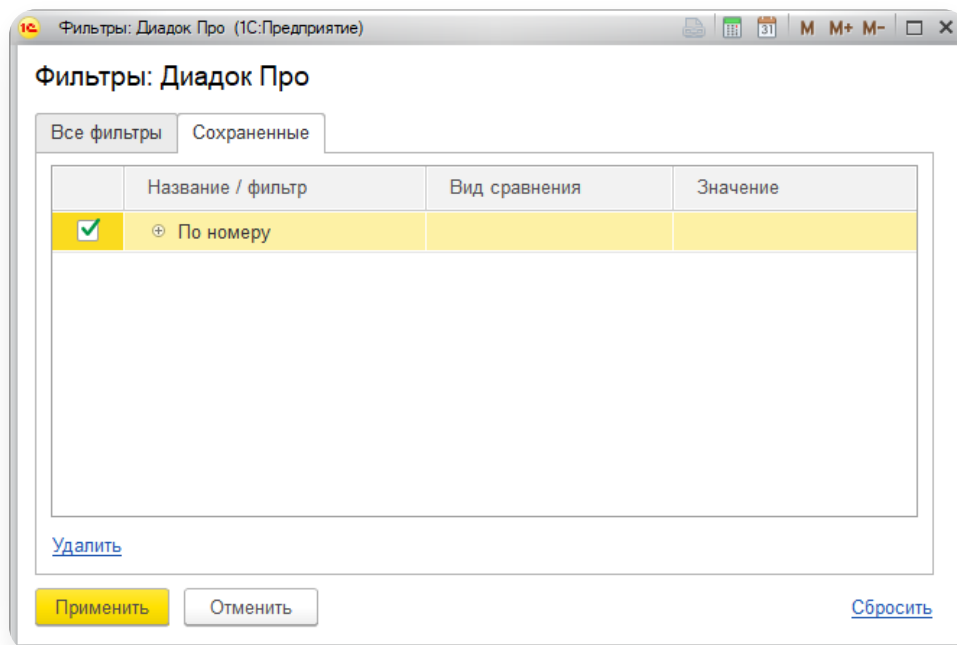 1С Фильтры: Диадок Про (1С:Предприятие) 31 M M+ M-
Фильтры: Диадок Про
Все фильтры Сохраненные
Название / фильтр Вид сравнения Значение
По номеру
Удалить
Применить Отменить Сбросить